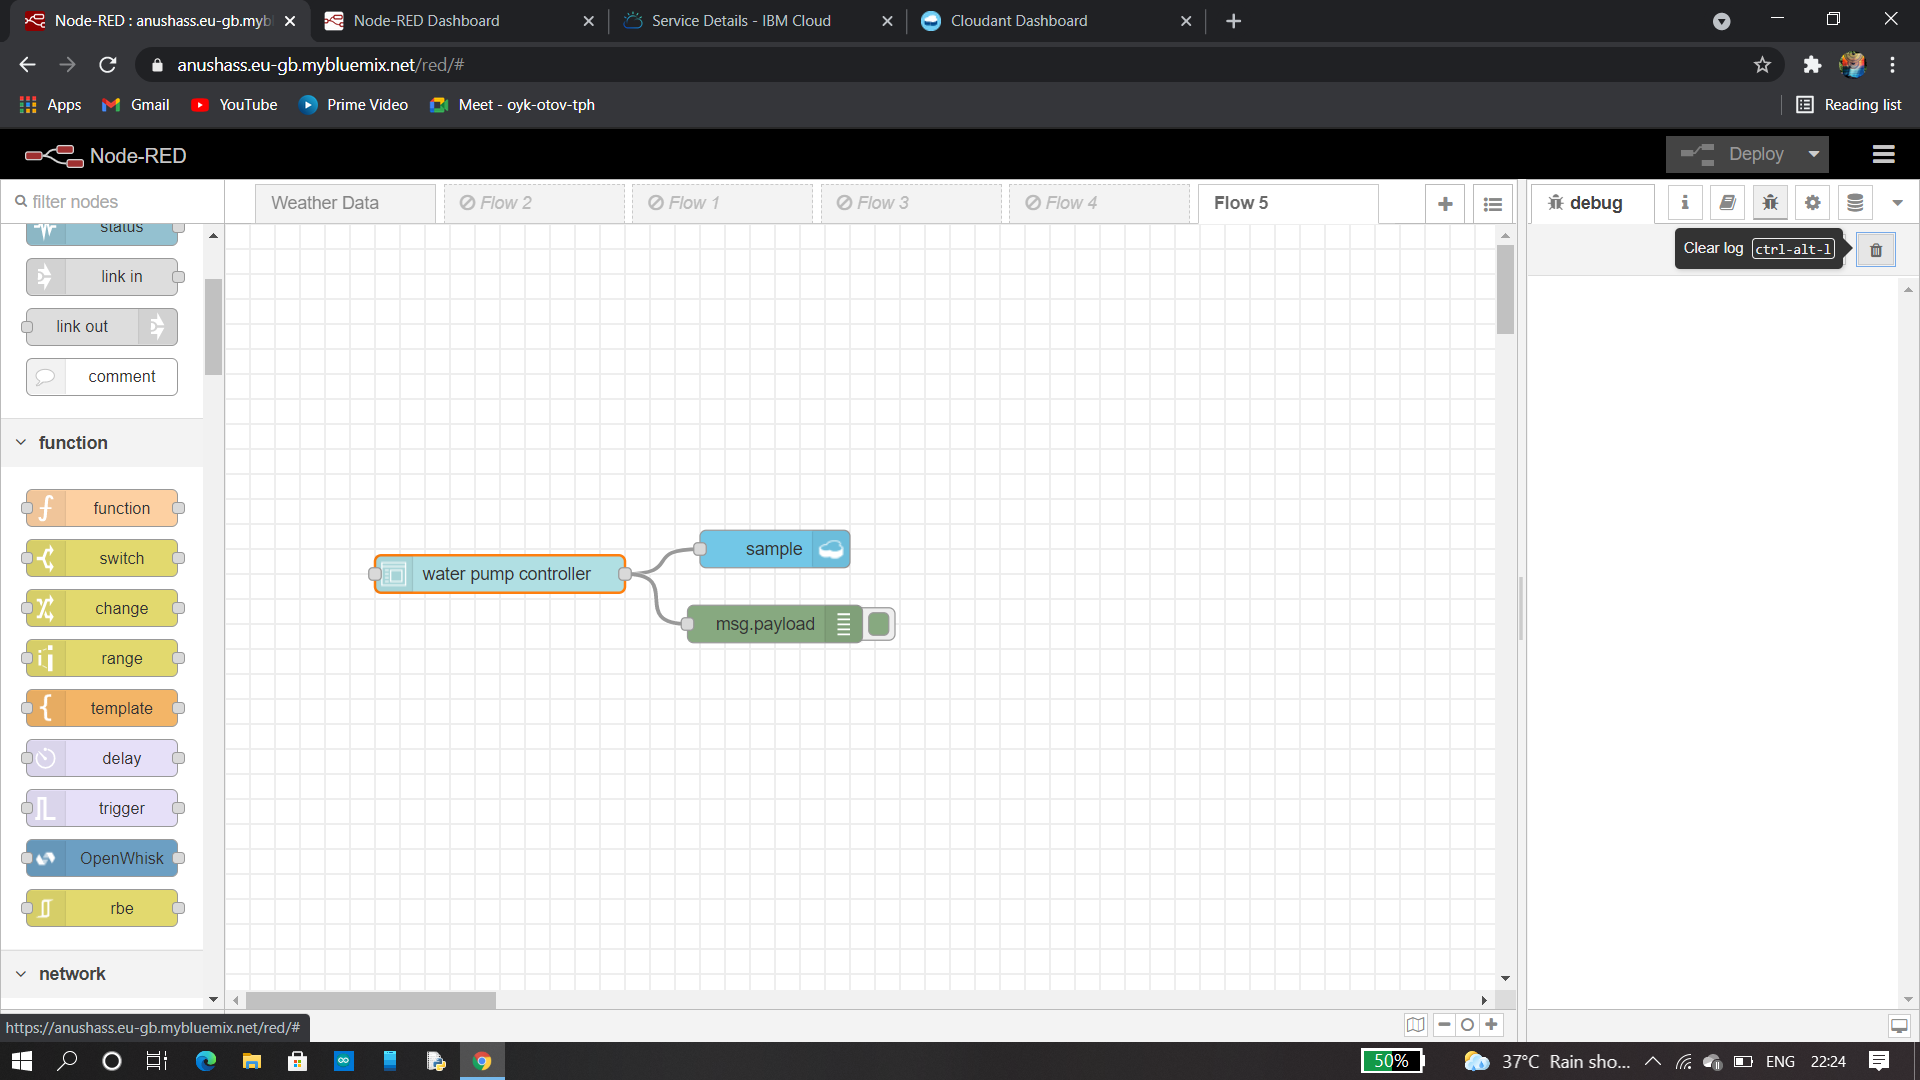 Node-RED : anushass.eu-gb.mybl
Node-RED Dashboard
Service Details - IBM Cloud
Cloudant Dashboard
anushass.eu-gb.mybluemix.net/red/#
Apps
Gmail
YouTube
Prime Video
Meet - oyk-otov-tph
Reading list
Node-RED
Deploy
filter nodes
Weather Data
Flow 2
Flow 1
Flow 3
Flow 4
Flow 5
debug
Clear log ctrl-alt-l
status
link in
link out
comment
function
function
switch
change
range
template
delay
trigger
OpenWhisk
rbe
network
water pump controller
sample
msg.payload
https://anushass.eu-gb.mybluemix.net/red/#
50%
37°C Rain sho...
ENG
22:24